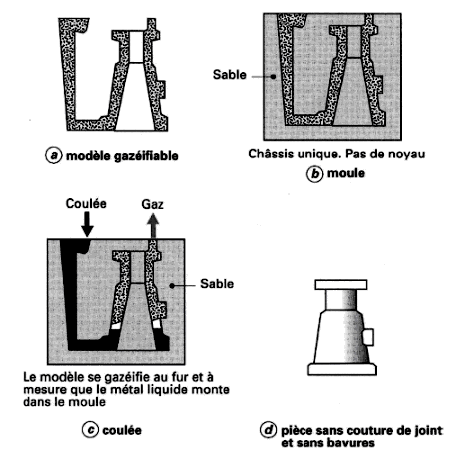 Sable
a modèle gazéifiable
Châssis unique. Pas de noyau
b moule
Coulée
Gaz
Sable
Le modèle se gazéifie au fur et à
mesure que le métal liquide monte
dans le moule
c coulée
d pièce sans couture de joint
et sans bavures